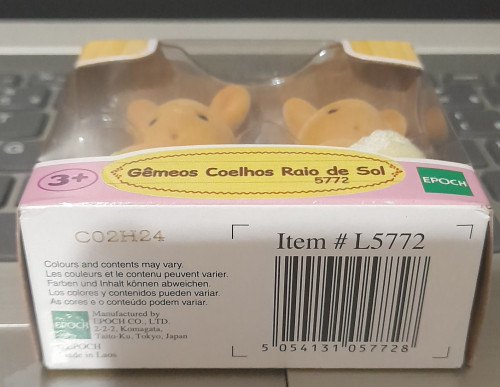 3+
Gêmeos Coelhos Raio de Sol
5772
EPOCH
C02H24
Item # L5772
Colours and contents may vary.
Les couleurs et le contenu peuvent varier.
Farben und Inhalt können abweichen.
Los colores y contenidos pueden variar.
As cores e o conteúdo podem variar.
EPOCH
Manufactured by
EPOCH CO., LTD.
2-2-2, Komagata,
Taito-Ku, Tokyo, Japan
EPOCH
Made in Laos
5 054131 057728